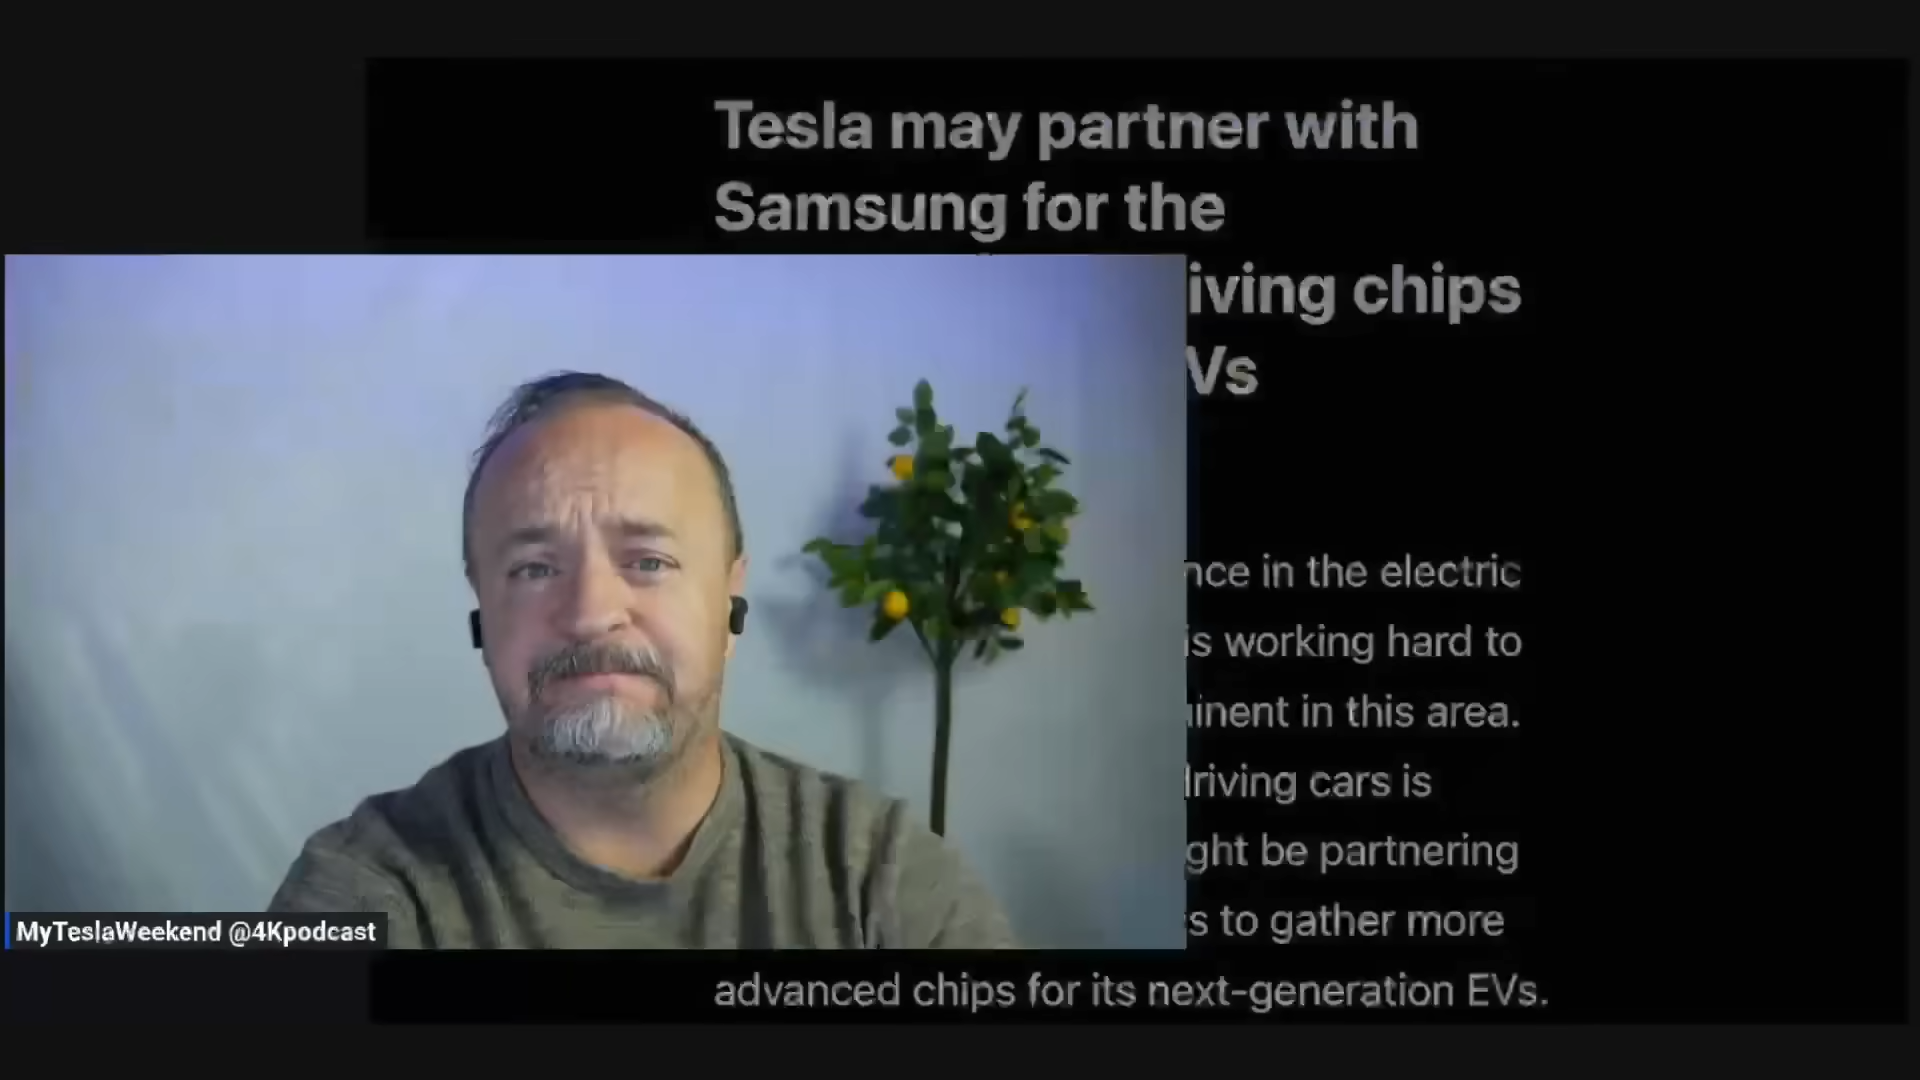 Tesla may partner with
Samsung for the
iving chips
Vs
nce in the electric
is working hard to
inent in this area.
riving cars is
ght be partnering
s to gather more
advanced chips for its next-generation EVs.
MyTeslaWeekend @4Kpodcast